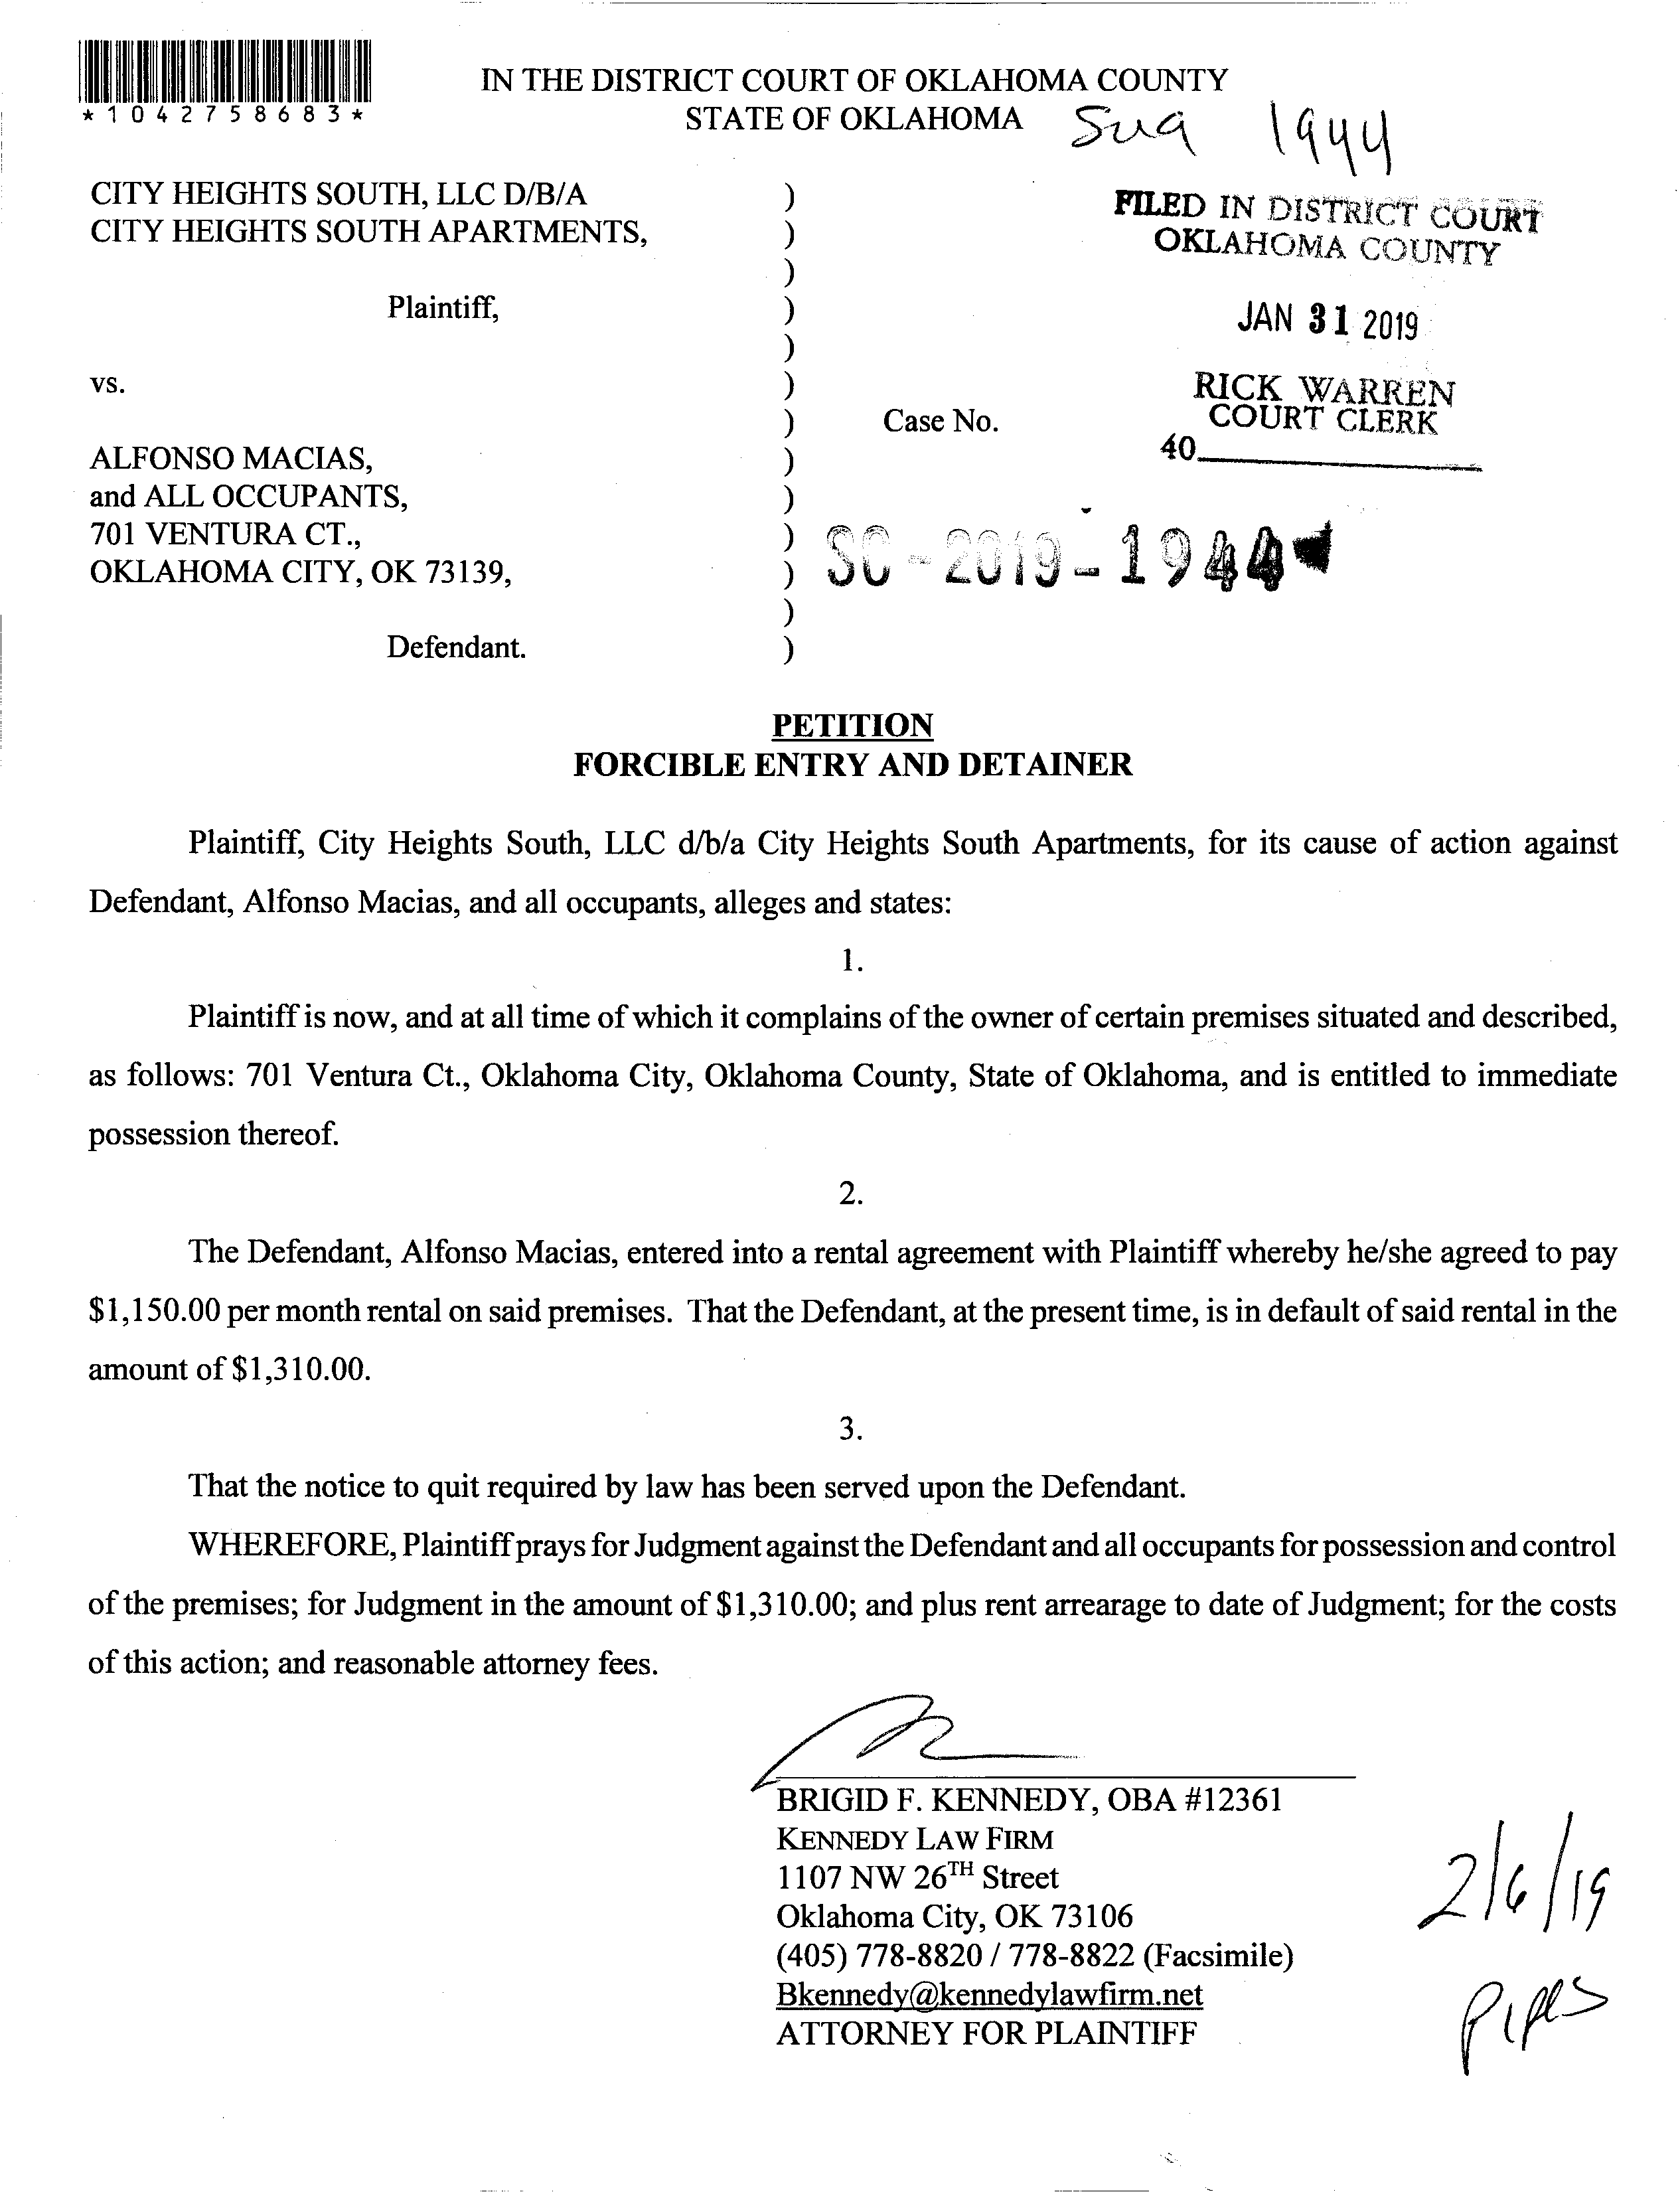 *1042758683*
IN THE DISTRICT COURT OF OKLAHOMA COUNTY
STATE OF OKLAHOMA
1944
CITY HEIGHTS SOUTH, LLC D/B/A
CITY HEIGHTS SOUTH APARTMENTS,
Plaintiff,
vs.
ALFONSO MACIAS,
and ALL OCCUPANTS,
701 VENTURA CT.,
OKLAHOMA CITY, OK 73139,
Defendant.
)
)
)
)
)
)
)
)
)
)
)
)
)
FILED IN DISTRICT COURT
OKLAHOMA COUNTY
JAN 31 2019
RICK WARREN
COURT CLERK
40
Case No.
SC-2019-1944
PETITION
FORCIBLE ENTRY AND DETAINER
Plaintiff, City Heights South, LLC d/b/a City Heights South Apartments, for its cause of action against
Defendant, Alfonso Macias, and all occupants, alleges and states:
1.
Plaintiff is now, and at all time of which it complains of the owner of certain premises situated and described,
as follows: 701 Ventura Ct., Oklahoma City, Oklahoma County, State of Oklahoma, and is entitled to immediate
possession thereof.
2.
The Defendant, Alfonso Macias, entered into a rental agreement with Plaintiff whereby he/she agreed to pay
$1,150.00 per month rental on said premises. That the Defendant, at the present time, is in default of said rental in the
amount of $1,310.00.
3.
That the notice to quit required by law has been served upon the Defendant.
WHEREFORE, Plaintiff prays for Judgment against the Defendant and all occupants for possession and control
of the premises; for Judgment in the amount of $1,310.00; and plus rent arrearage to date of Judgment; for the costs
of this action; and reasonable attorney fees.
BRIGID F. KENNEDY, OBA #12361
KENNEDY LAW FIRM
1107 NW 26TH Street
Oklahoma City, OK 73106
(405) 778-8820 / 778-8822 (Facsimile)
Bkennedy@kennedylawfirm.net
ATTORNEY FOR PLAINTIFF
2/6/19